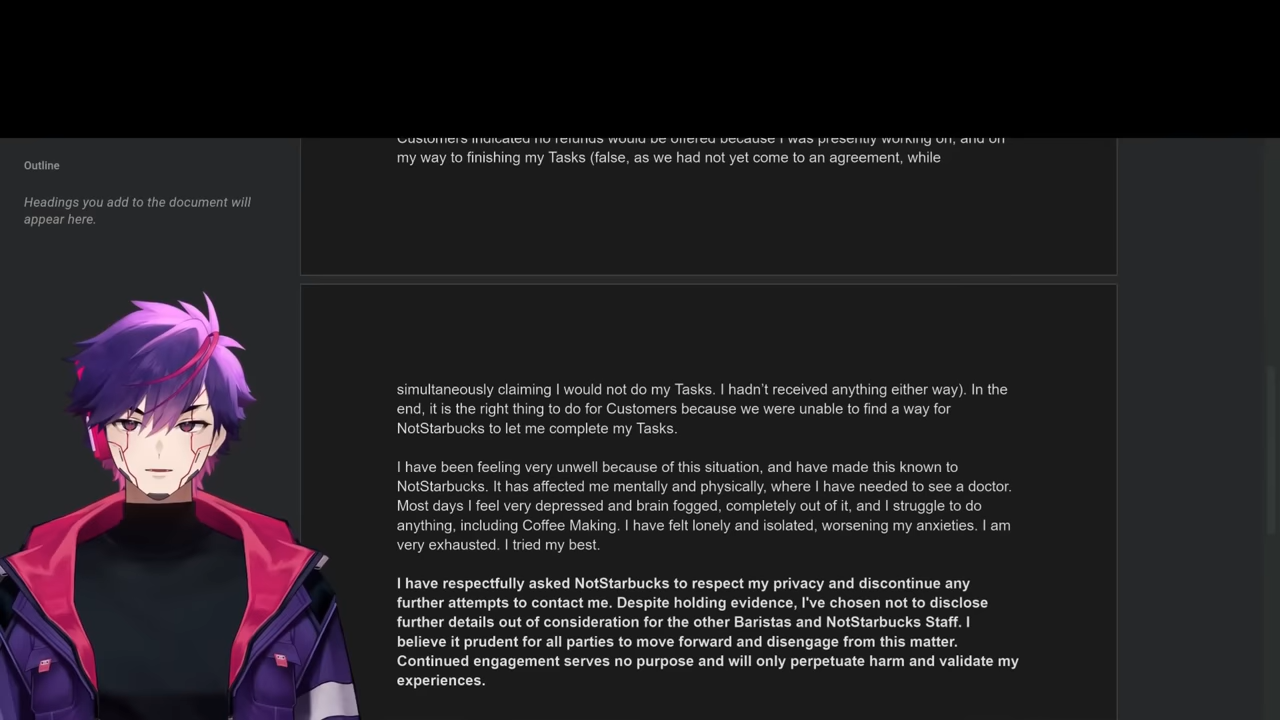 Customers indicated no refunds would be offered because I was presently working on, and on
my way to finishing my Tasks (false, as we had not yet come to an agreement, while
Outline
Headings you add to the document will
appear here.
simultaneously claiming I would not do my Tasks. I hadn't received anything either way). In the
end, it is the right thing to do for Customers because we were unable to find a way for
NotStarbucks to let me complete my Tasks.
I have been feeling very unwell because of this situation, and have made this known to
NotStarbucks. It has affected me mentally and physically, where I have needed to see a doctor.
Most days I feel very depressed and brain fogged, completely out of it, and I struggle to do
anything, including Coffee Making. I have felt lonely and isolated, worsening my anxieties. I am
very exhausted. I tried my best.
I have respectfully asked NotStarbucks to respect my privacy and discontinue any
further attempts to contact me. Despite holding evidence, I've chosen not to disclose
further details out of consideration for the other Baristas and NotStarbucks Staff. I
believe it prudent for all parties to move forward and disengage from this matter.
Continued engagement serves no purpose and will only perpetuate harm and validate my
experiences.